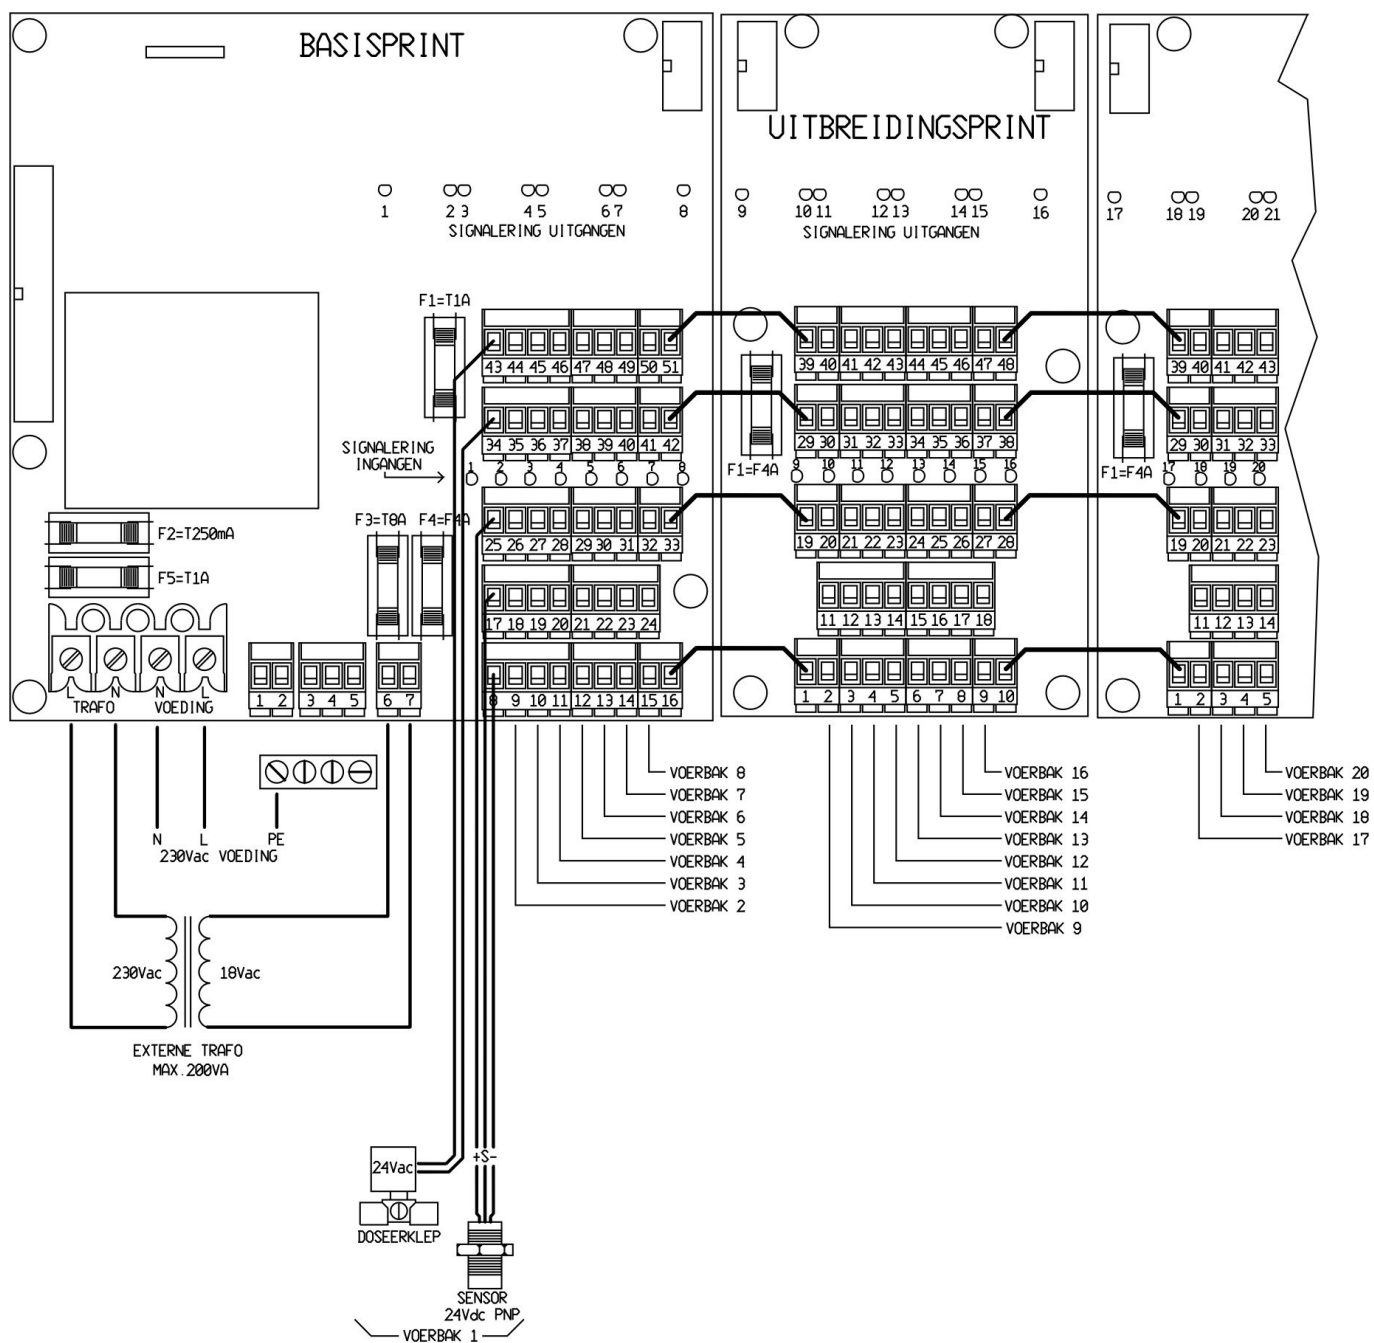 BASISPRINT
UITBREIDINGSPRINT
1 2 3 4 5 6 7 8
9 10 11 12 13 14 15 16
17 18 19 20 21
SIGNALERING UITGANGEN
SIGNALERING UITGANGEN
F1=T1A
43 44 45 46 47 48 49 50 51
39 40 41 42 43 44 45 46 47 48
39 40 41 42 43
34 35 36 37 38 39 40 41 42
29 30 31 32 33 34 35 36 37 38
29 30 31 32 33
SIGNALERING
INGANGEN
1 2 3 4 5 6 7 8
F1=F4A
9 10 11 12 13 14 15 16
F1=F4A
17 18 19 20
F2=T250mA
F3=T8A
F4=F4A
25 26 27 28 29 30 31 32 33
19 20 21 22 23 24 25 26 27 28
19 20 21 22 23
F5=T1A
17 18 19 20 21 22 23 24
11 12 13 14 15 16 17 18
11 12 13 14
L N N L
TRAFO VOEDING
1 2 3 4 5 6 7
8 9 10 11 12 13 14 15 16
1 2 3 4 5 6 7 8 9 10
1 2 3 4 5
N L PE
230Vac VOEDING
VOERBAK 8
VOERBAK 7
VOERBAK 6
VOERBAK 5
VOERBAK 4
VOERBAK 3
VOERBAK 2
VOERBAK 16
VOERBAK 15
VOERBAK 14
VOERBAK 13
VOERBAK 12
VOERBAK 11
VOERBAK 10
VOERBAK 9
VOERBAK 20
VOERBAK 19
VOERBAK 18
VOERBAK 17
230Vac 18Vac
EXTERNE TRAFO
MAX.200VA
+S-
24Vac
DOSEERKLEP
SENSOR
24Vdc PNP
VOERBAK 1